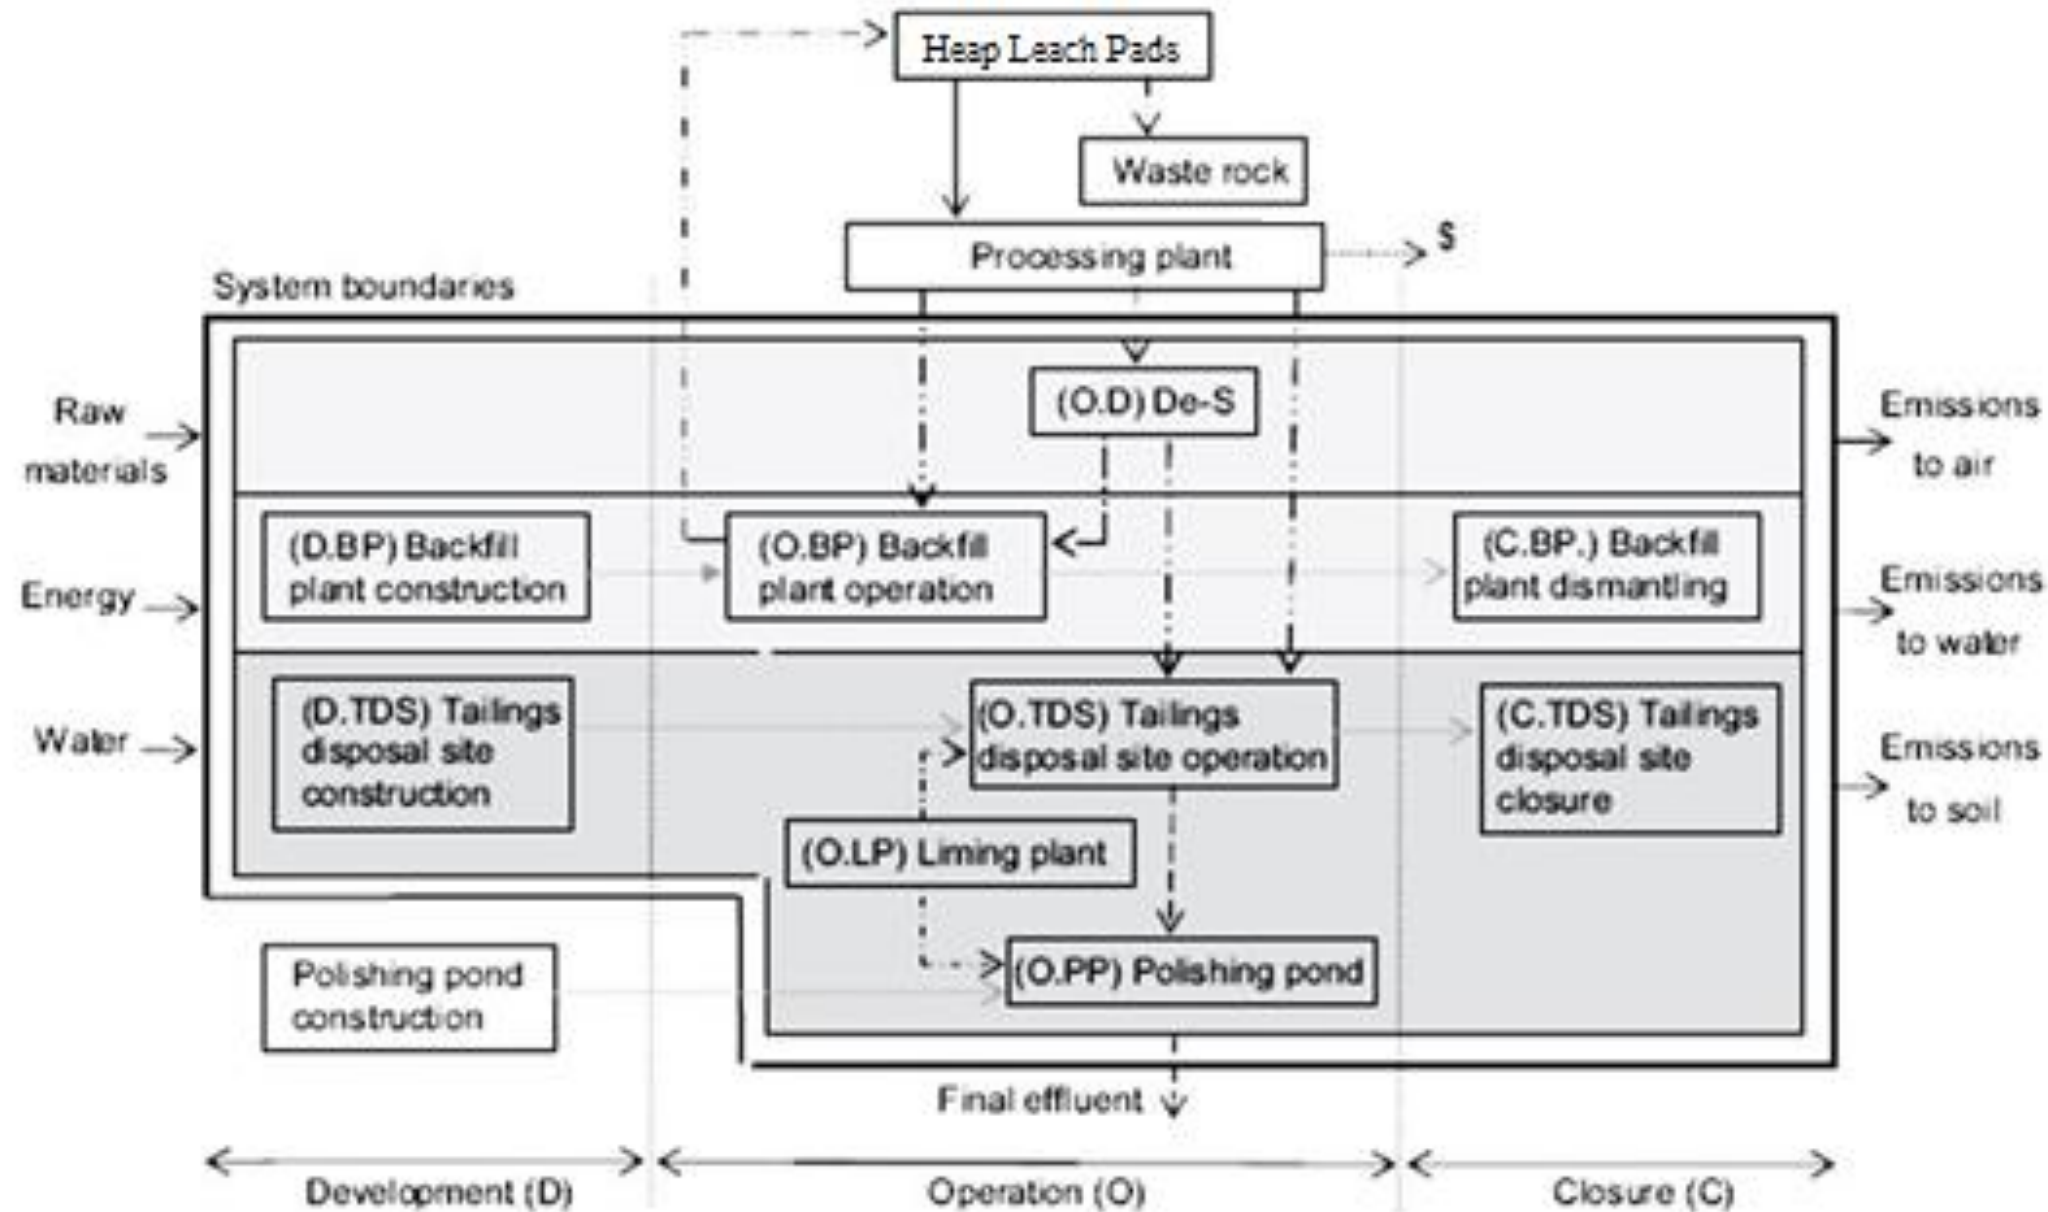 Heap Leach Pads
Waste rock
Processing plant
$
System boundaries
(O.D) De-S
Raw
materials
Emissions
to air
(D.BP) Backfill
plant construction
(O.BP) Backfill
plant operation
(C.BP.) Backfill
plant dismantling
Energy
Emissions
to water
(D.TDS) Tailings
disposal site
construction
(O.TDS) Tailings
disposal site operation
(C.TDS) Tailings
disposal site
closure
Water
Emissions
to soil
(O.LP) Liming plant
Polishing pond
construction
(O.PP) Polishing pond
Final effluent
Development (D)
Operation (O)
Closure (C)